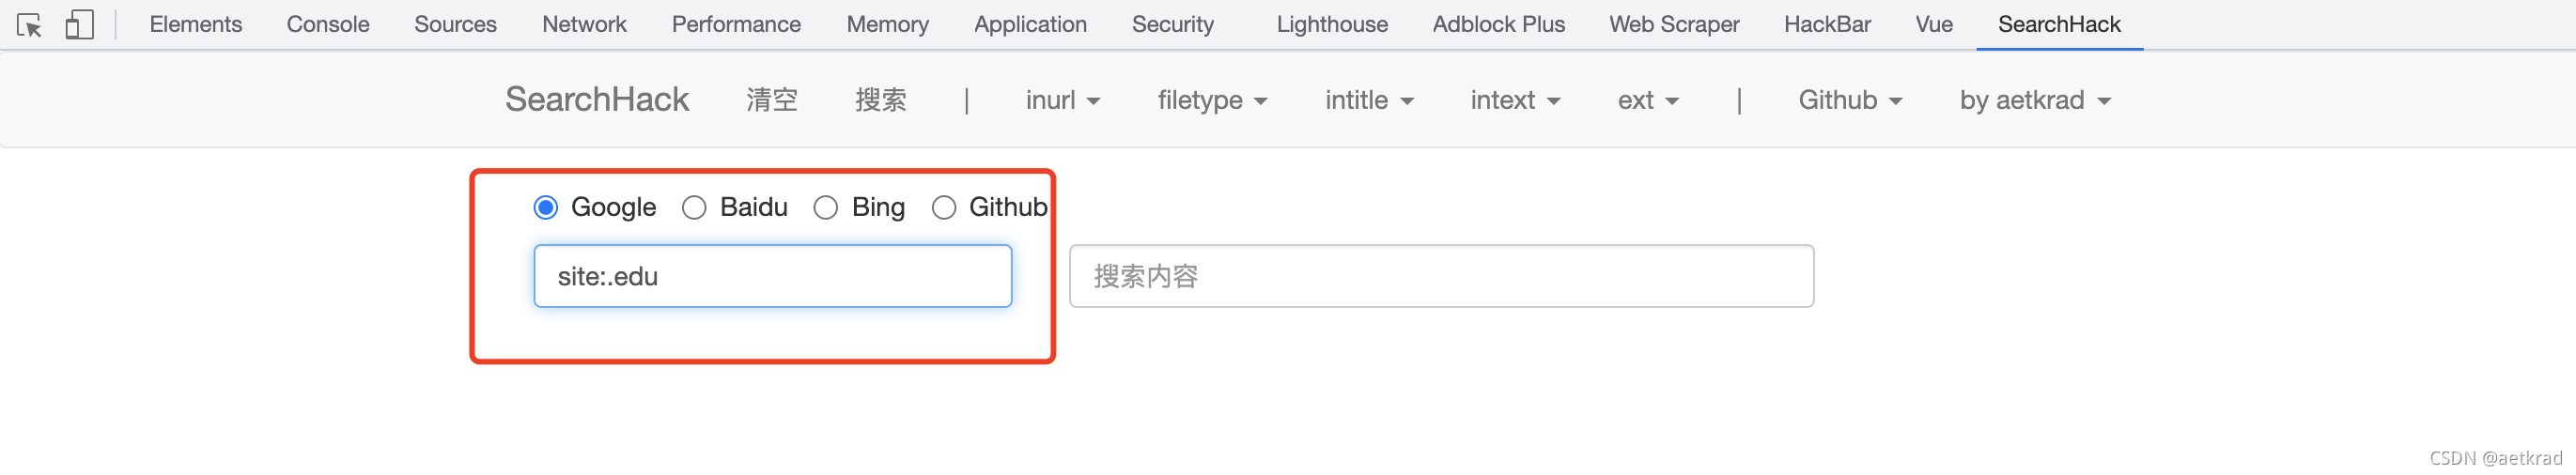 Elements Console Sources Network Performance Memory Application Security Lighthouse Adblock Plus Web Scraper HackBar Vue SearchHack
SearchHack 清空 搜索 | inurl filetype intitle intext ext | Github by aetkrad
Google Baidu Bing Github
site:.edu 搜索内容
CSDN @aetkrad